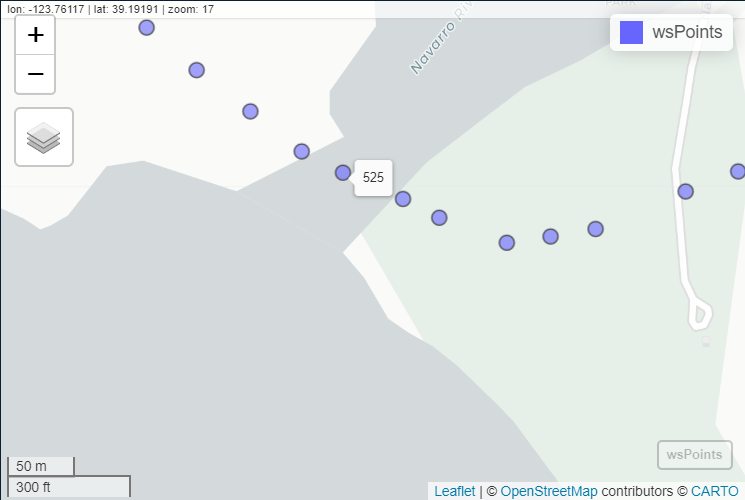 lon: -123.76117 | lat: 39.19191 | zoom: 17
+
−
PARK
Navarro Riv
wsPoints
525
wsPoints
50 m
300 ft
Leaflet | © OpenStreetMap contributors © CARTO